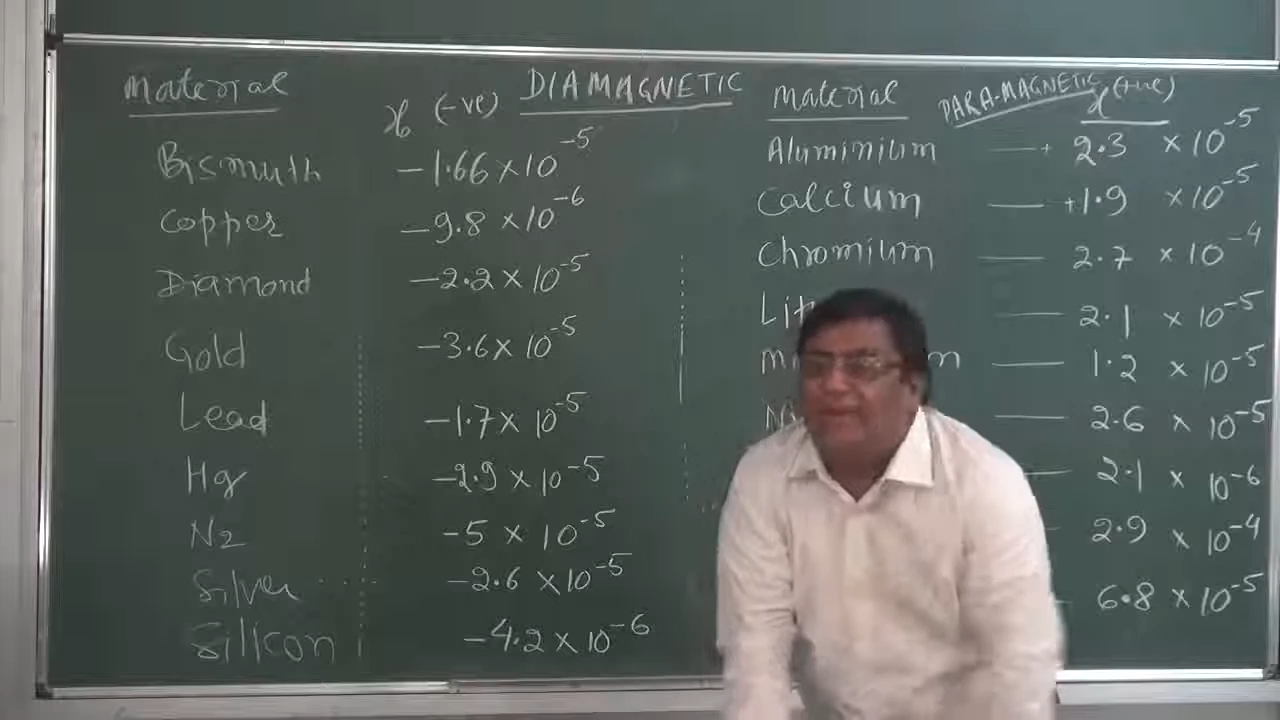 Material χ (-ve) DIAMAGNETIC
Bismuth -1.66 × 10^-5
Copper -9.8 × 10^-6
Diamond -2.2 × 10^-5
Gold -3.6 × 10^-5
Lead -1.7 × 10^-5
Hg -2.9 × 10^-5
N2 -5 × 10^-5
Silver -2.6 × 10^-5
Silicon -4.2 × 10^-6
Material PARA-MAGNETIC χ (+ve)
Aluminium + 2.3 × 10^-5
Calcium +1.9 × 10^-5
Chromium 2.7 × 10^-4
2.1 × 10^-5
1.2 × 10^-5
2.6 × 10^-5
2.1 × 10^-6
2.9 × 10^-4
6.8 × 10^-5